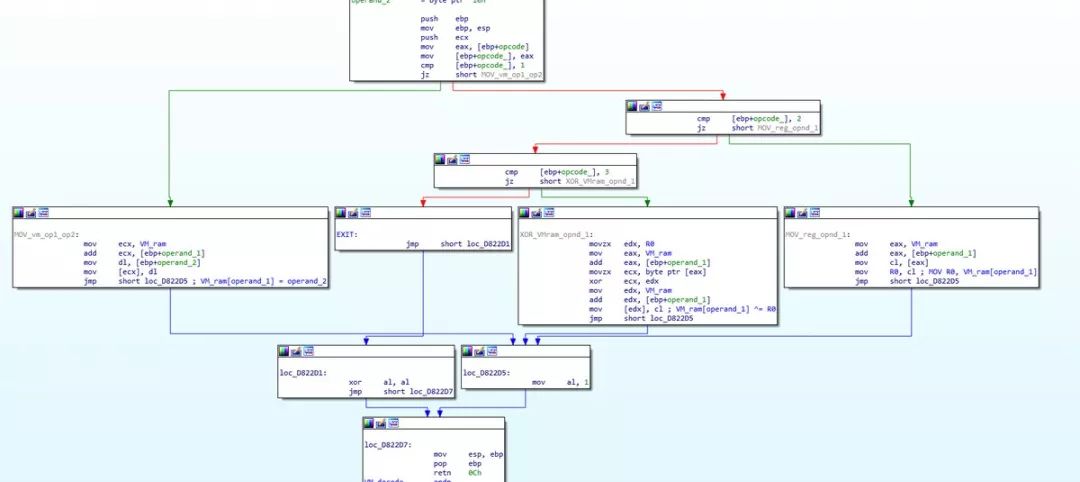 operand_2 = byte ptr 10h
push ebp
mov ebp, esp
push ecx
mov eax, [ebp+opcode]
mov [ebp+opcode_], eax
cmp [ebp+opcode_], 1
jz short MOV_vm_op1_op2
cmp [ebp+opcode_], 2
jz short MOV_reg_opnd_1
cmp [ebp+opcode_], 3
jz short XOR_VMram_opnd_1
MOV_vm_op1_op2:
mov ecx, VM_ram
add ecx, [ebp+operand_1]
mov dl, [ebp+operand_2]
mov [ecx], dl
jmp short loc_D822D5 ; VM_ram[operand_1] = operand_2
EXIT:
jmp short loc_D822D1
XOR_VMram_opnd_1:
movzx edx, R0
mov eax, VM_ram
add eax, [ebp+operand_1]
movzx ecx, byte ptr [eax]
xor ecx, edx
mov edx, VM_ram
add edx, [ebp+operand_1]
mov [edx], cl ; VM_ram[operand_1] ^= R0
jmp short loc_D822D5
MOV_reg_opnd_1:
mov eax, VM_ram
add eax, [ebp+operand_1]
mov cl, [eax]
mov R0, cl ; MOV R0, VM_ram[operand_1]
jmp short loc_D822D5
loc_D822D1:
xor al, al
jmp short loc_D822D7
loc_D822D5:
mov al, 1
loc_D822D7:
mov esp, ebp
pop ebp
retn 0Ch
VM_decode endp